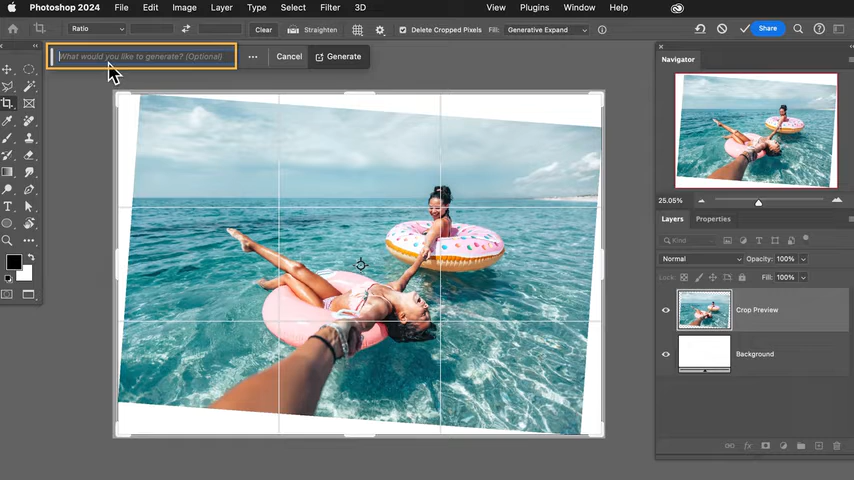 Photoshop 2024 File Edit Image Layer Type Select Filter 3D View Plugins Window Help
Ratio Clear Straighten Delete Cropped Pixels Fill: Generative Expand Share
What would you like to generate? (Optional) Cancel Generate
Navigator
25.05%
Layers Properties
Kind
Normal Opacity: 100%
Lock: Fill: 100%
Crop Preview
Background
fx